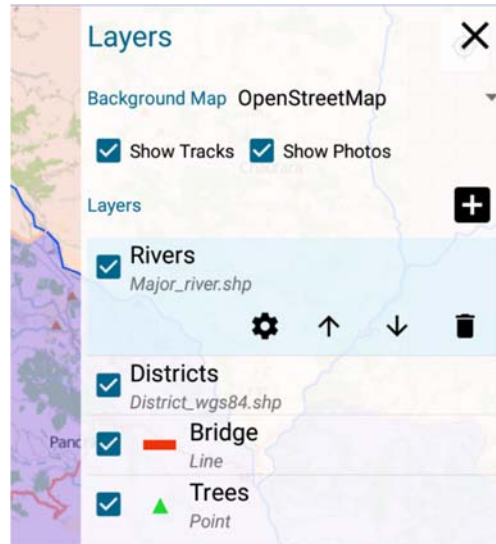 Layers
Background Map OpenStreetMap
Show Tracks Show Photos
Layers
Rivers
Major_river.shp
Districts
District_wgs84.shp
Bridge
Line
Trees
Point